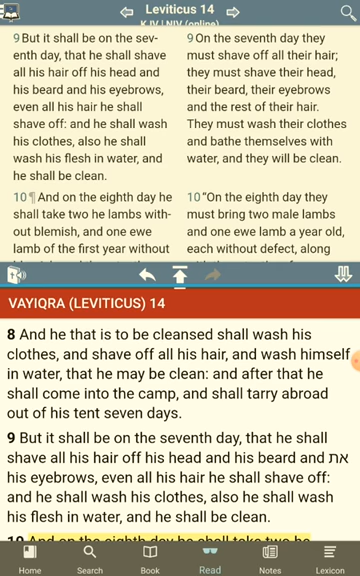 Leviticus 14
KJV | NIV (online)
9 But it shall be on the sev-
enth day, that he shall shave
all his hair off his head and
his beard and his eyebrows,
even all his hair he shall
shave off: and he shall wash
his clothes, also he shall
wash his flesh in water, and
he shall be clean.
10 ¶ And on the eighth day he
shall take two he lambs with-
out blemish, and one ewe
lamb of the first year without
9 On the seventh day they
must shave off all their hair;
they must shave their head,
their beard, their eyebrows
and the rest of their hair.
They must wash their clothes
and bathe themselves with
water, and they will be clean.
10 “On the eighth day they
must bring two male lambs
and one ewe lamb a year old,
each without defect, along
VAYIQRA (LEVITICUS) 14
8 And he that is to be cleansed shall wash his
clothes, and shave off all his hair, and wash himself
in water, that he may be clean: and after that he
shall come into the camp, and shall tarry abroad
out of his tent seven days.
9 But it shall be on the seventh day, that he shall
shave all his hair off his head and his beard and את
his eyebrows, even all his hair he shall shave off:
and he shall wash his clothes, also he shall wash
his flesh in water, and he shall be clean.
10 And on the eighth day he shall take two he
Home
Search
Book
Read
Notes
Lexicon